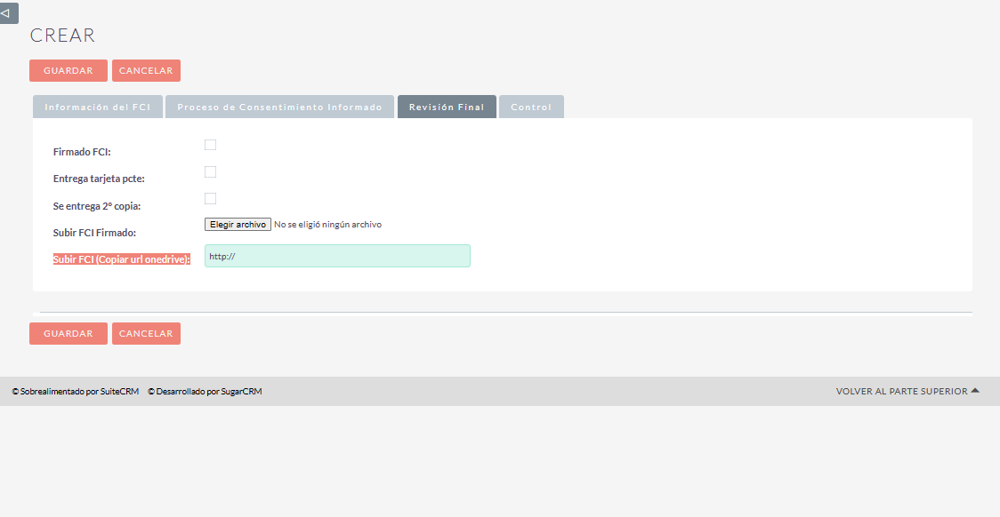 CREAR
GUARDAR CANCELAR
Información del FCI Proceso de Consentimiento Informado Revisión Final Control
Firmado FCI:
Entrega tarjeta pcte:
Se entrega 2º copia:
Subir FCI Firmado: Elegir archivo No se eligió ningún archivo
Subir FCI (Copiar url onedrive): http://
GUARDAR CANCELAR
© Sobrealimentado por SuiteCRM © Desarrollado por SugarCRM VOLVER AL PARTE SUPERIOR